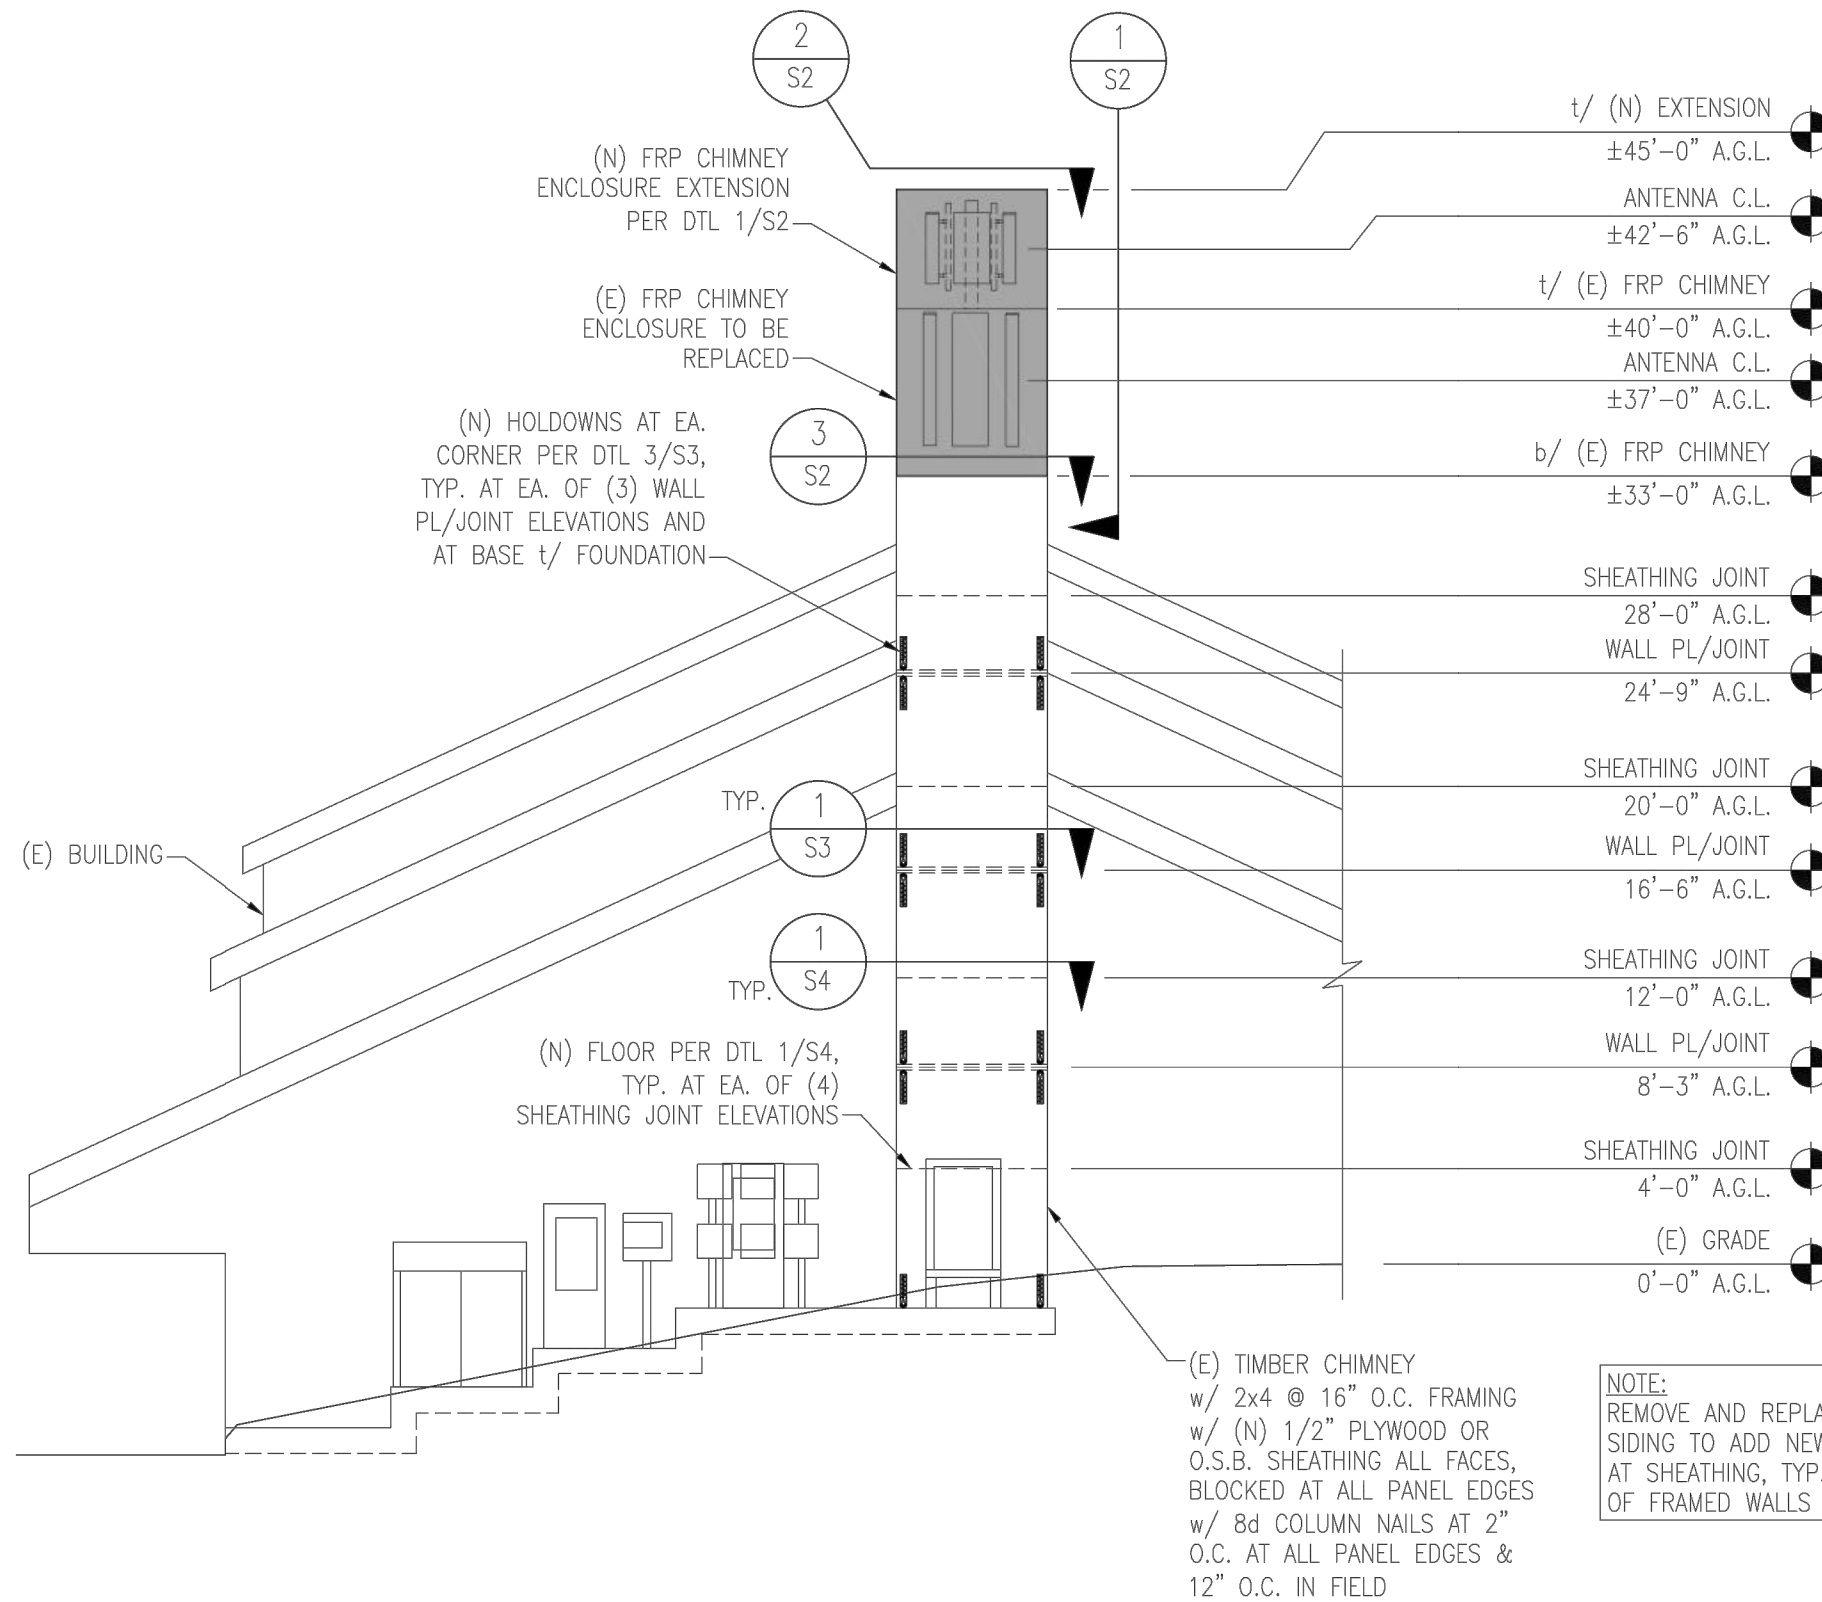 2
S2
1
S2
(N) FRP CHIMNEY
ENCLOSURE EXTENSION
PER DTL 1/S2
(E) FRP CHIMNEY
ENCLOSURE TO BE
REPLACED
(N) HOLDOWNS AT EA.
CORNER PER DTL 3/S3,
TYP. AT EA. OF (3) WALL
PL/JOINT ELEVATIONS AND
AT BASE t/ FOUNDATION
3
S2
t/ (N) EXTENSION
±45'-0" A.G.L.
ANTENNA C.L.
±42'-6" A.G.L.
t/ (E) FRP CHIMNEY
±40'-0" A.G.L.
ANTENNA C.L.
±37'-0" A.G.L.
b/ (E) FRP CHIMNEY
±33'-0" A.G.L.
SHEATHING JOINT
28'-0" A.G.L.
WALL PL/JOINT
24'-9" A.G.L.
SHEATHING JOINT
20'-0" A.G.L.
WALL PL/JOINT
16'-6" A.G.L.
SHEATHING JOINT
12'-0" A.G.L.
WALL PL/JOINT
8'-3" A.G.L.
SHEATHING JOINT
4'-0" A.G.L.
(E) GRADE
0'-0" A.G.L.
TYP.
1
S3
(E) BUILDING
TYP.
1
S4
(N) FLOOR PER DTL 1/S4,
TYP. AT EA. OF (4)
SHEATHING JOINT ELEVATIONS
(E) TIMBER CHIMNEY
w/ 2x4 @ 16" O.C. FRAMING
w/ (N) 1/2" PLYWOOD OR
O.S.B. SHEATHING ALL FACES,
BLOCKED AT ALL PANEL EDGES
w/ 8d COLUMN NAILS AT 2"
O.C. AT ALL PANEL EDGES &
12" O.C. IN FIELD
NOTE:
REMOVE AND REPLA
SIDING TO ADD NEW
AT SHEATHING, TYP.
OF FRAMED WALLS